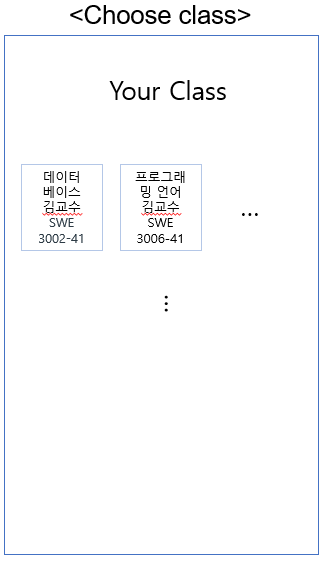 <Choose class>
Your Class
데이터
베이스
김교수
SWE
3002-41
프로그래
밍 언어
김교수
SWE
3006-41
...
⋮